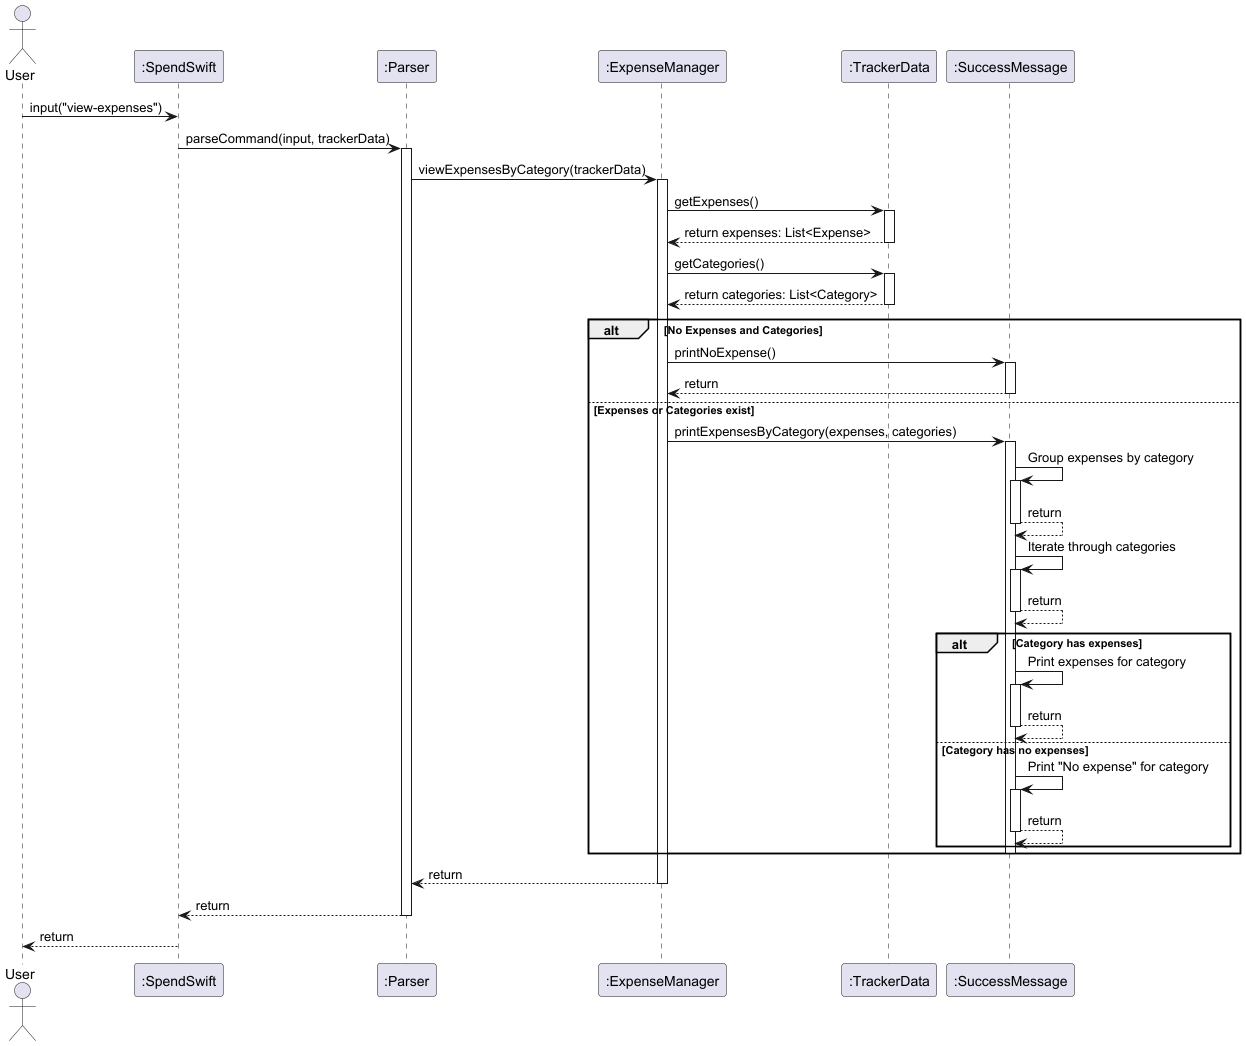 User
:SpendSwift
:Parser
:ExpenseManager
:TrackerData
:SuccessMessage
input("view-expenses")
parseCommand(input, trackerData)
viewExpensesByCategory(trackerData)
getExpenses()
return expenses: List<Expense>
getCategories()
return categories: List<Category>
alt [No Expenses and Categories]
printNoExpense()
return
[Expenses or Categories exist]
printExpensesByCategory(expenses, categories)
Group expenses by category
return
Iterate through categories
return
alt [Category has expenses]
Print expenses for category
return
[Category has no expenses]
Print "No expense" for category
return
return
return
return
User
:SpendSwift
:Parser
:ExpenseManager
:TrackerData
:SuccessMessage